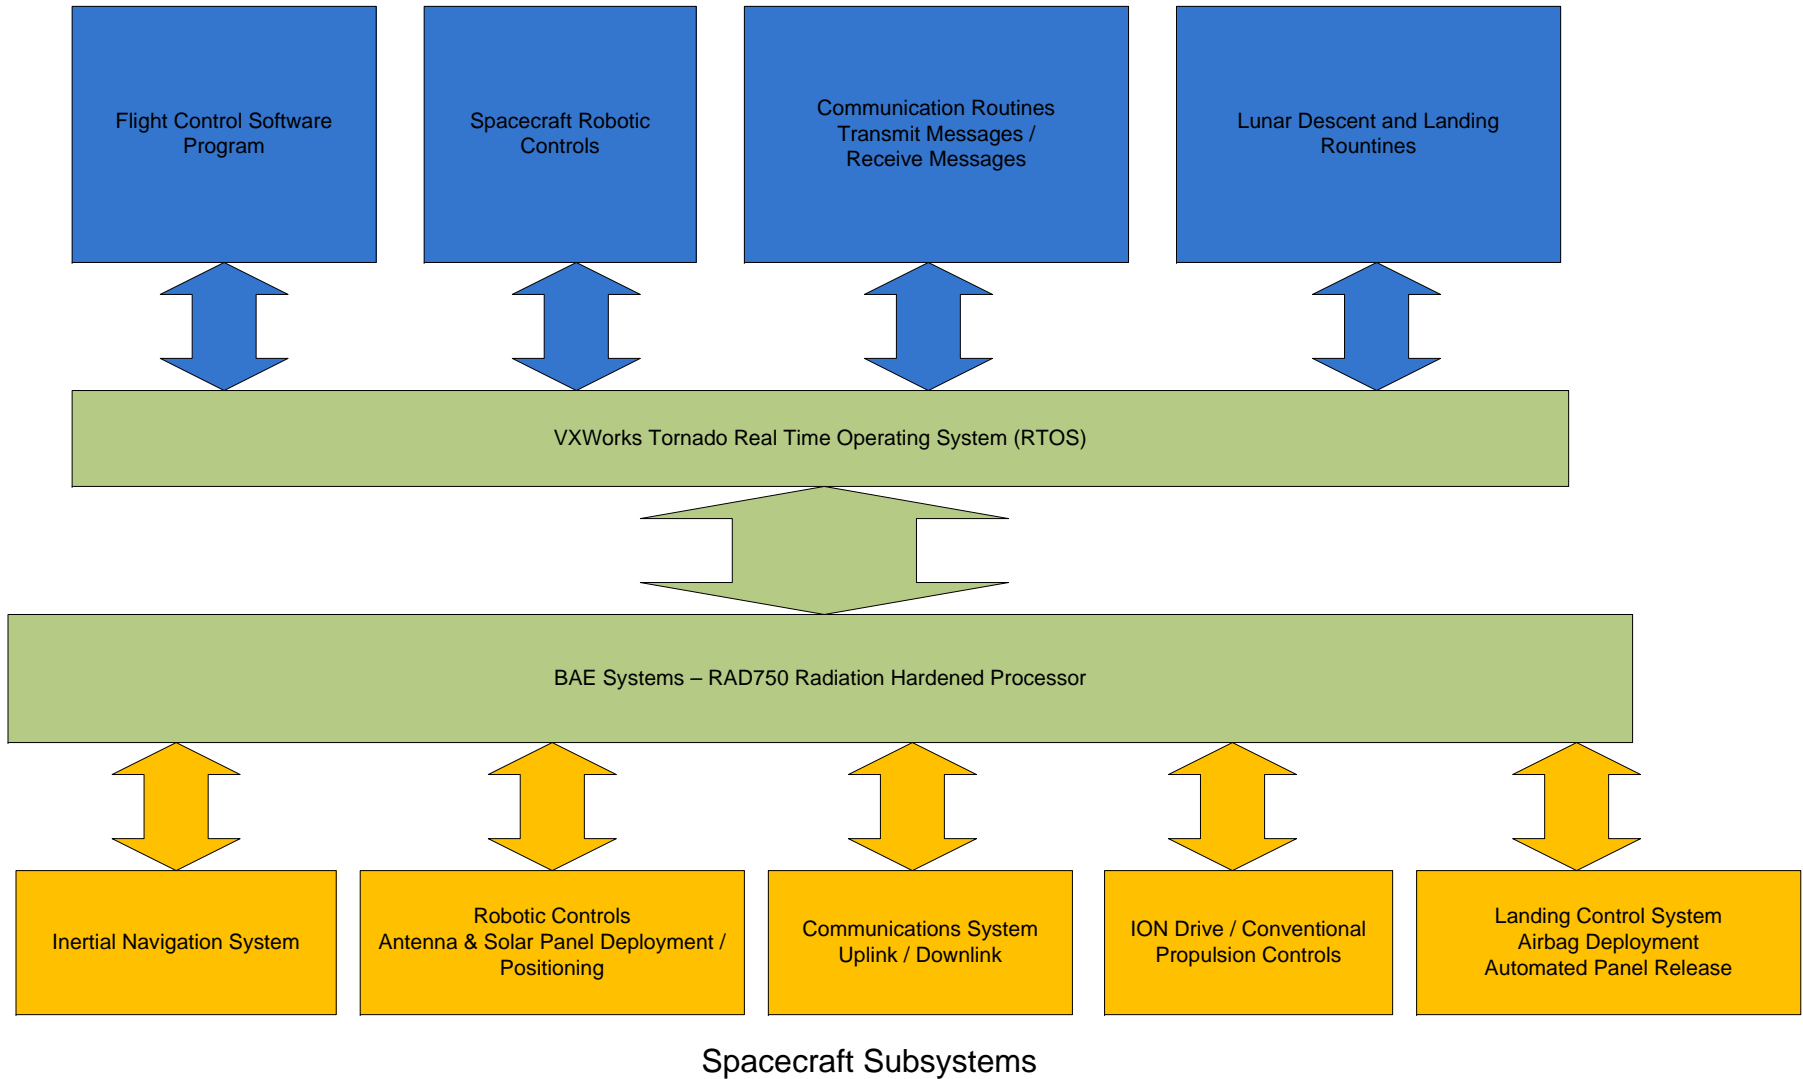 Flight Control Software
Program
Spacecraft Robotic
Controls
Communication Routines
Transmit Messages /
Receive Messages
Lunar Descent and Landing
Rountines
VXWorks Tornado Real Time Operating System (RTOS)
BAE Systems – RAD750 Radiation Hardened Processor
Inertial Navigation System
Robotic Controls
Antenna & Solar Panel Deployment /
Positioning
Communications System
Uplink / Downlink
ION Drive / Conventional
Propulsion Controls
Landing Control System
Airbag Deployment
Automated Panel Release
Spacecraft Subsystems